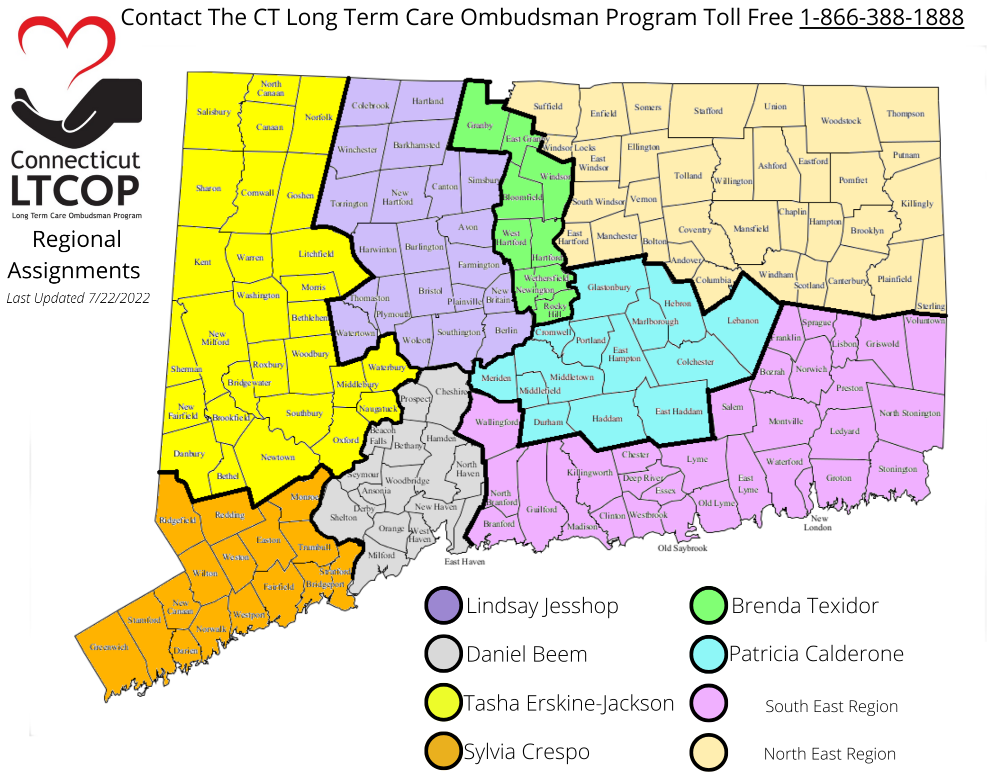 Contact The CT Long Term Care Ombudsman Program Toll Free 1-866-388-1888
Connecticut
LTCOP
Long Term Care Ombudsman Program
Regional
Assignments
Last Updated 7/22/2022
North
Canaan
Salisbury
Canaan
Norfolk
Colebrook
Hartland
Granby
Suffield
Enfield
Somers
Stafford
Union
Woodstock
Thompson
East Granby
Winchester
Barkhamsted
Windsor Locks
East
Windsor
Ellington
Putnam
Sharon
Cornwall
Goshen
Torrington
New
Hartford
Canton
Simsbury
Windsor
Bloomfield
Tolland
Willington
Ashford
Eastford
Pomfret
South Windsor
Vernon
Killingly
Chaplin
Hampton
Brooklyn
Mansfield
Coventry
Avon
West
Hartford
East
Hartford
Manchester
Bolton
Kent
Warren
Litchfield
Harwinton
Burlington
Farmington
Hartford
Andover
Columbia
Windham
Scotland
Canterbury
Plainfield
Sterling
Washington
Morris
Bethlehem
Thomaston
Plymouth
Bristol
Plainville
New
Britain
Wethersfield
Newington
Rocky
Hill
Glastonbury
Hebron
Marlborough
Lebanon
Voluntown
Sprague
Franklin
Lisbon
Griswold
New
Milford
Watertown
Wolcott
Southington
Berlin
Cromwell
Portland
East
Hampton
Colchester
Bozrah
Norwich
Preston
Sherman
Roxbury
Woodbury
Bridgewater
Middlebury
Waterbury
Meriden
Middletown
Middlefield
Cheshire
Prospect
New
Fairfield
Brookfield
Southbury
Naugatuck
Wallingford
Durham
Haddam
East Haddam
Salem
Montville
Ledyard
North Stonington
Danbury
Bethel
Newtown
Oxford
Beacon
Falls
Bethany
Hamden
North
Haven
Seymour
Woodbridge
Ansonia
Derby
Shelton
New Haven
Orange
West
Haven
Milford
East Haven
North
Branford
Branford
Guilford
Madison
Killingworth
Clinton
Westbrook
Chester
Deep River
Essex
Lyme
Old Lyme
East
Lyme
Waterford
Groton
Stonington
New
London
Old Saybrook
Monroe
Ridgefield
Redding
Easton
Trumbull
Weston
Wilton
Stratford
Bridgeport
Fairfield
New
Canaan
Westport
Norwalk
Stamford
Greenwich
Darien
Lindsay Jesshop
Brenda Texidor
Daniel Beem
Patricia Calderone
Tasha Erskine-Jackson
South East Region
Sylvia Crespo
North East Region